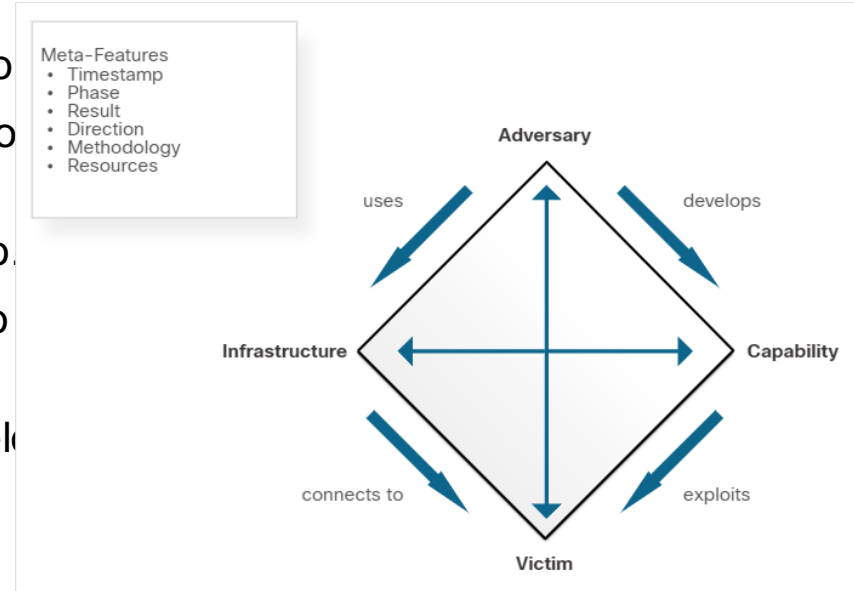 Meta-Features
• Timestamp
• Phase
• Result
• Direction
• Methodology
• Resources
Adversary
uses
develops
Infrastructure
Capability
connects to
exploits
Victim